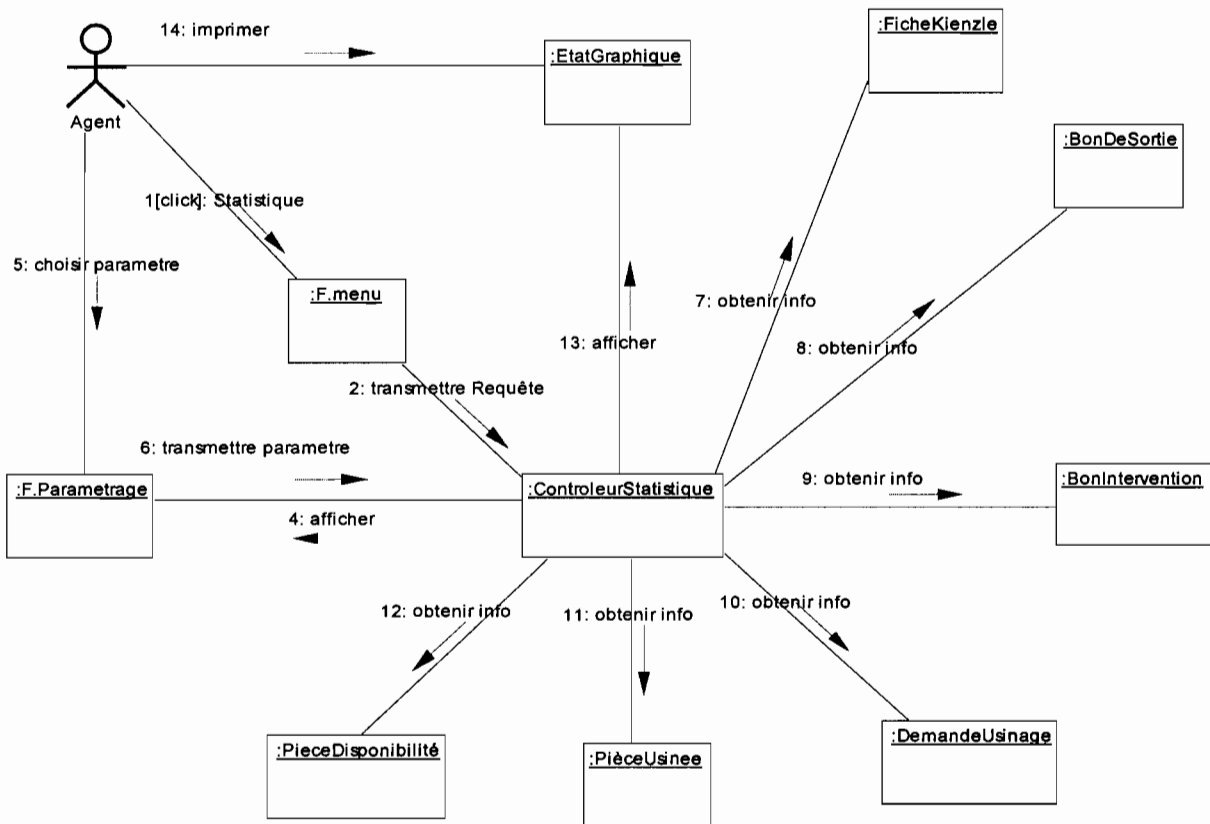 14: imprimer
:FicheKienzle
:EtatGraphique
Agent
:BonDeSortie
1[click]: Statistique
5: choisir parametre
:F.menu
7: obtenir info
13: afficher
8: obtenir info
2: transmettre Requête
6: transmettre parametre
:F.Parametrage
:ControleurStatistique
9: obtenir info
:BonIntervention
4: afficher
12: obtenir info
11: obtenir info
10: obtenir info
:PieceDisponibilité
:PièceUsinee
:DemandeUsinage